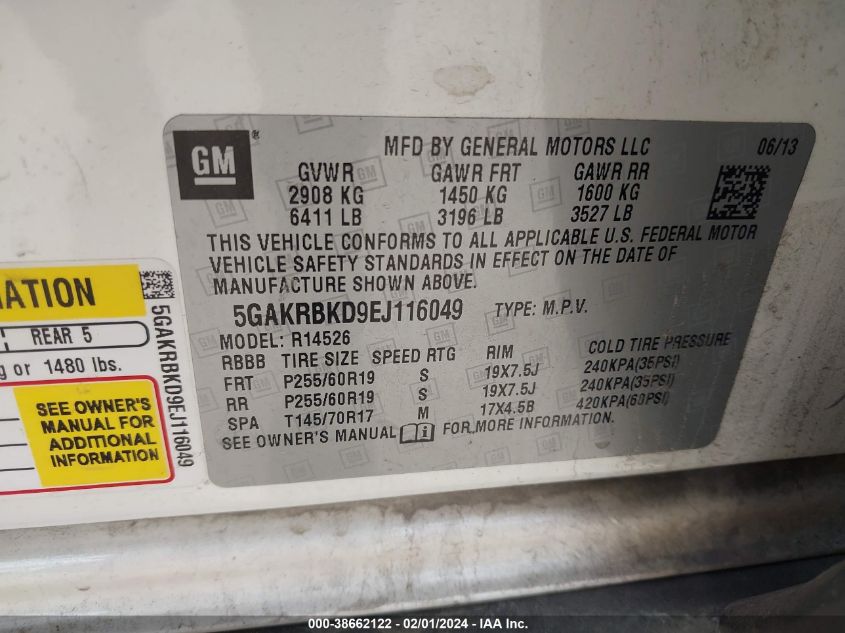 GM
MFD BY GENERAL MOTORS LLC 06/13
GVWR GAWR FRT GAWR RR
2908 KG 1450 KG 1600 KG
6411 LB 3196 LB 3527 LB
THIS VEHICLE CONFORMS TO ALL APPLICABLE U.S. FEDERAL MOTOR
VEHICLE SAFETY STANDARDS IN EFFECT ON THE DATE OF
MANUFACTURE SHOWN ABOVE.
5GAKRBKD9EJ116049 TYPE: M.P.V.
MODEL: R14526
RBBB TIRE SIZE SPEED RTG RIM COLD TIRE PRESSURE
FRT P255/60R19 S 19X7.5J 240KPA(35PSI)
RR P255/60R19 S 19X7.5J 240KPA(35PSI)
SPA T145/70R17 M 17X4.5B 420KPA(60PSI)
SEE OWNER'S MANUAL FOR MORE INFORMATION.
MATION
REAR 5
g or 1480 lbs.
SEE OWNER'S
MANUAL FOR
ADDITIONAL
INFORMATION
5GAKRBKD9EJ116049
000-38662122 - 02/01/2024 - IAA Inc.